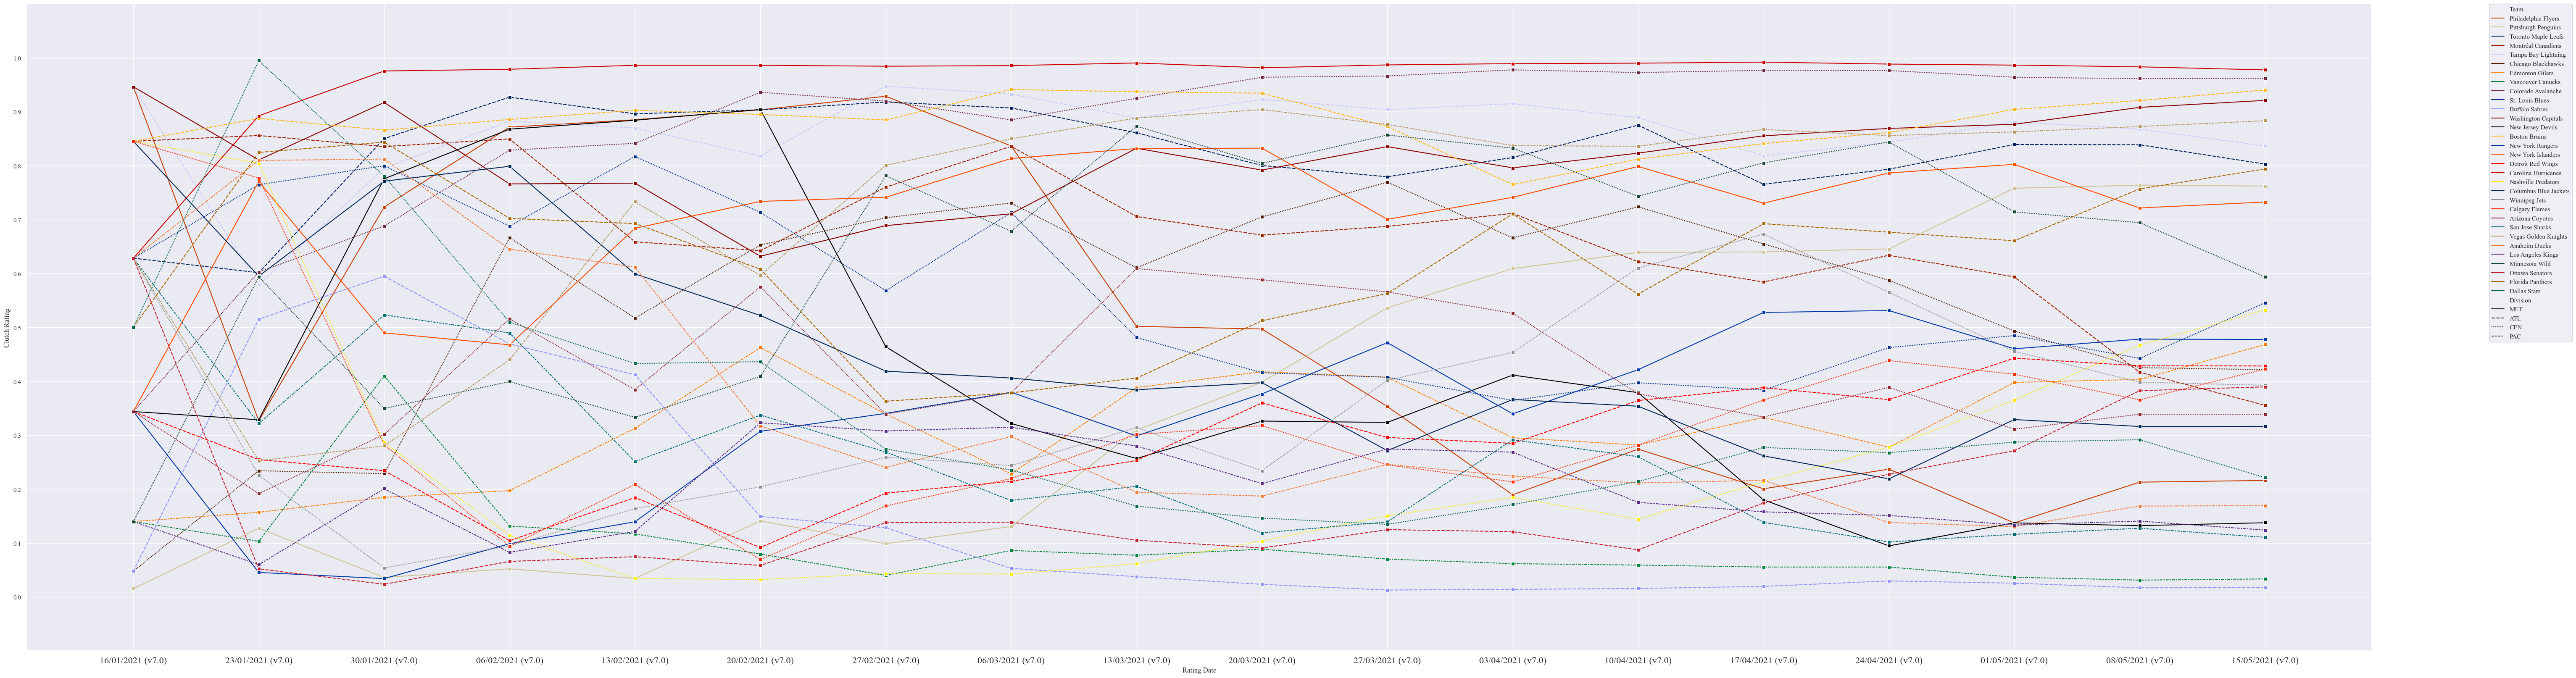 Clutch Rating
1.0
0.9
0.8
0.7
0.6
0.5
0.4
0.3
0.2
0.1
0.0
16/01/2021 (v7.0) 23/01/2021 (v7.0) 30/01/2021 (v7.0) 06/02/2021 (v7.0) 13/02/2021 (v7.0) 20/02/2021 (v7.0) 27/02/2021 (v7.0) 06/03/2021 (v7.0) 13/03/2021 (v7.0) 20/03/2021 (v7.0) 27/03/2021 (v7.0) 03/04/2021 (v7.0) 10/04/2021 (v7.0) 17/04/2021 (v7.0) 24/04/2021 (v7.0) 01/05/2021 (v7.0) 08/05/2021 (v7.0) 15/05/2021 (v7.0)
Rating Date
Team
Philadelphia Flyers
Pittsburgh Penguins
Toronto Maple Leafs
Montréal Canadiens
Tampa Bay Lightning
Chicago Blackhawks
Edmonton Oilers
Vancouver Canucks
Colorado Avalanche
St. Louis Blues
Buffalo Sabres
Washington Capitals
New Jersey Devils
Boston Bruins
New York Rangers
New York Islanders
Detroit Red Wings
Carolina Hurricanes
Nashville Predators
Columbus Blue Jackets
Winnipeg Jets
Calgary Flames
Arizona Coyotes
San Jose Sharks
Vegas Golden Knights
Anaheim Ducks
Los Angeles Kings
Minnesota Wild
Ottawa Senators
Florida Panthers
Dallas Stars
Division
MET
ATL
CEN
PAC